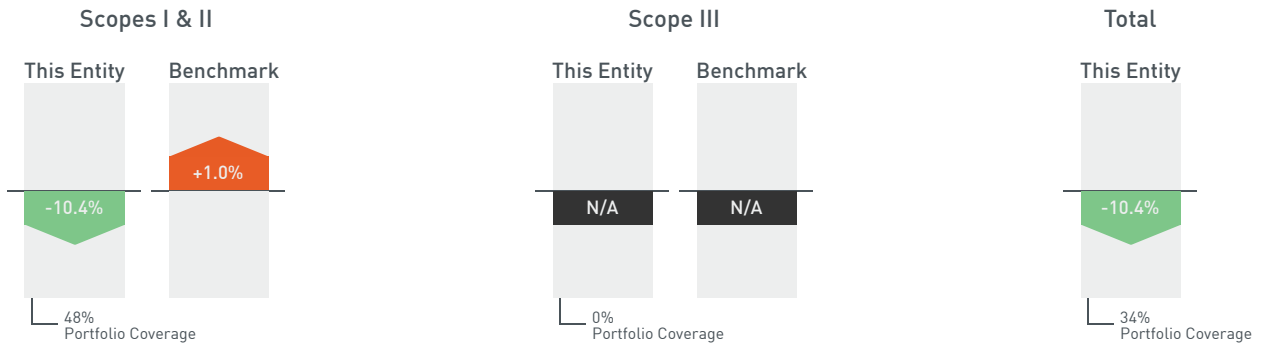 Scopes I & II
This Entity
Benchmark
-10.4%
+1.0%
48%
Portfolio Coverage
Scope III
This Entity
Benchmark
N/A
N/A
0%
Portfolio Coverage
Total
This Entity
-10.4%
34%
Portfolio Coverage